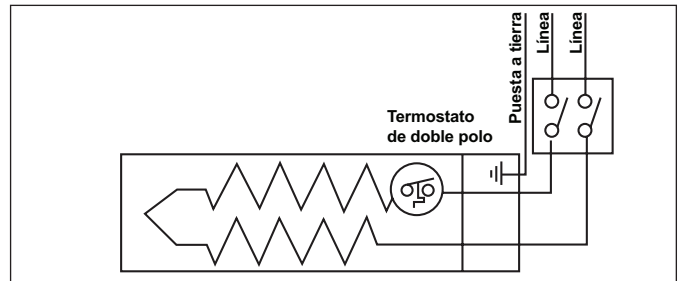 Puesta a tierra
Línea
Línea
Termostato
de doble polo